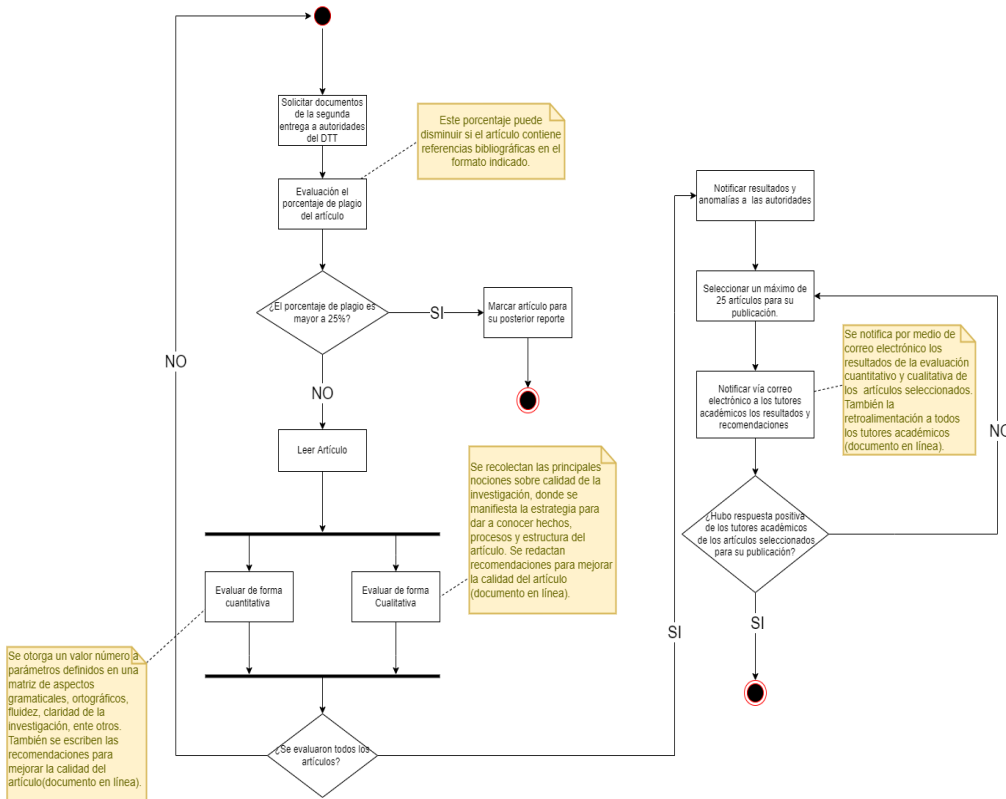 Solicitar documentos
de la segunda
entrega a autoridades
del DTT
Este porcentaje puede
disminuir si el artículo contiene
referencias bibliográficas en el
formato indicado.
Evaluación el
porcentaje de plagio
del artículo
¿El porcentaje de plagio es
mayor a 25%?
SI
Marcar artículo para
su posterior reporte
NO
NO
Leer Artículo
Se recolectan las principales
nociones sobre calidad de la
investigación, donde se
manifiesta la estrategia para
dar a conocer hechos,
procesos y estructura del
artículo. Se redactan
recomendaciones para mejorar
la calidad del artículo
(documento en línea).
Evaluar de forma
cuantitativa
Evaluar de forma
Cualitativa
Se otorga un valor número a
parámetros definidos en una
matriz de aspectos
gramaticales, ortográficos,
fluidez, claridad de la
investigación, ente otros.
También se escriben las
recomendaciones para
mejorar la calidad del
artículo(documento en línea).
¿Se evaluaron todos los
artículos?
SI
Notificar resultados y
anomalías a las autoridades
Seleccionar un máximo de
25 artículos para su
publicación.
Se notifica por medio de
correo electrónico los
resultados de la evaluación
cuantitativo y cualitativa de
los artículos seleccionados.
También la
retroalimentación a todos
los tutores académicos
(documento en línea).
Notificar vía correo
electrónico a los tutores
académicos los resultados y
recomendaciones
NO
¿Hubo respuesta positiva
de los tutores académicos
de los artículos seleccionados
para su publicación?
SI